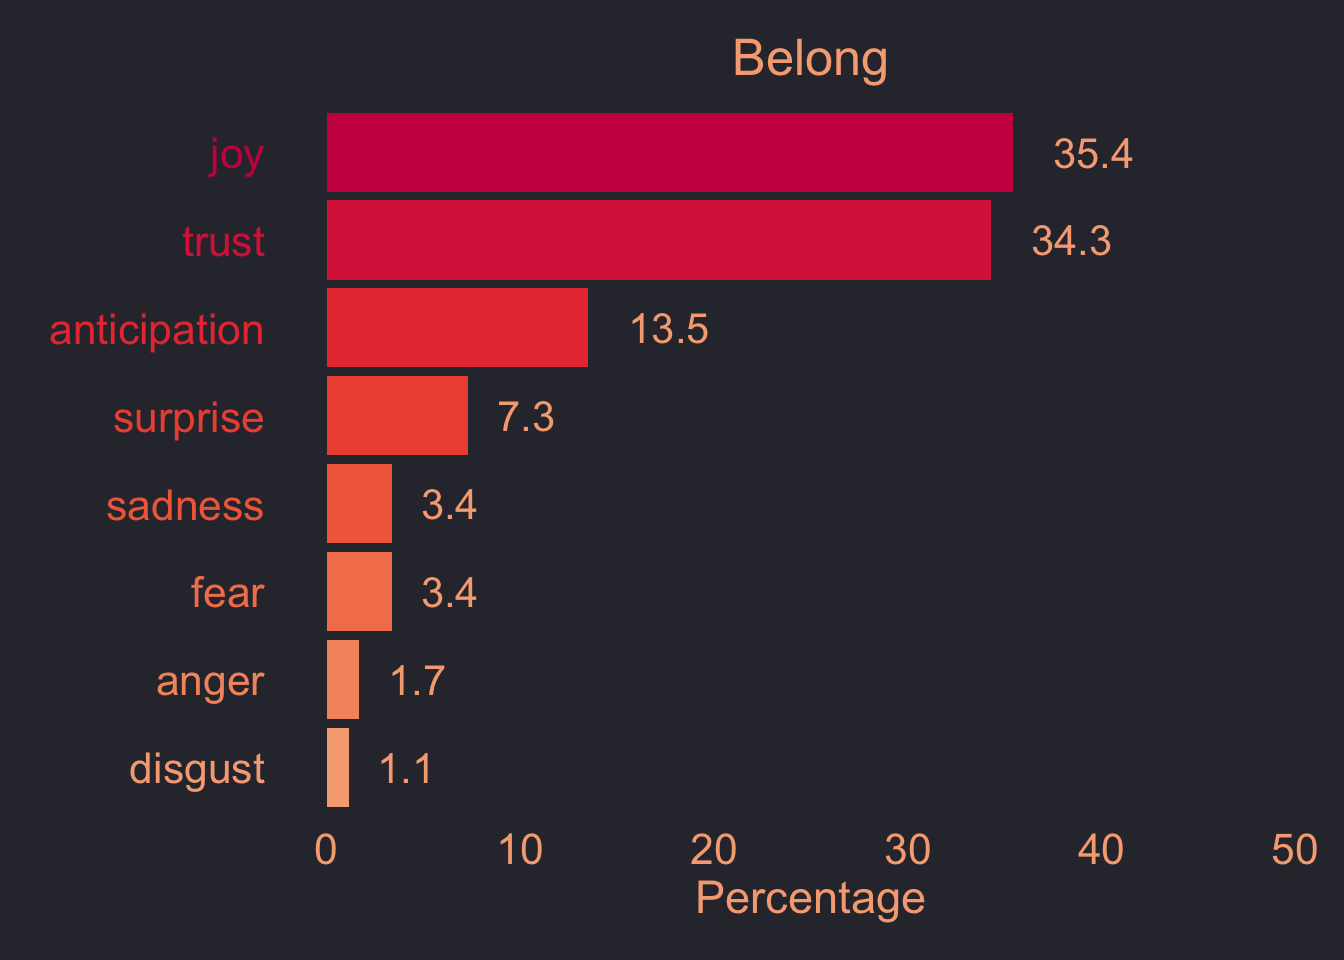 Belong
joy 35.4
trust 34.3
anticipation 13.5
surprise 7.3
sadness 3.4
fear 3.4
anger 1.7
disgust 1.1
0 10 20 30 40 50
Percentage